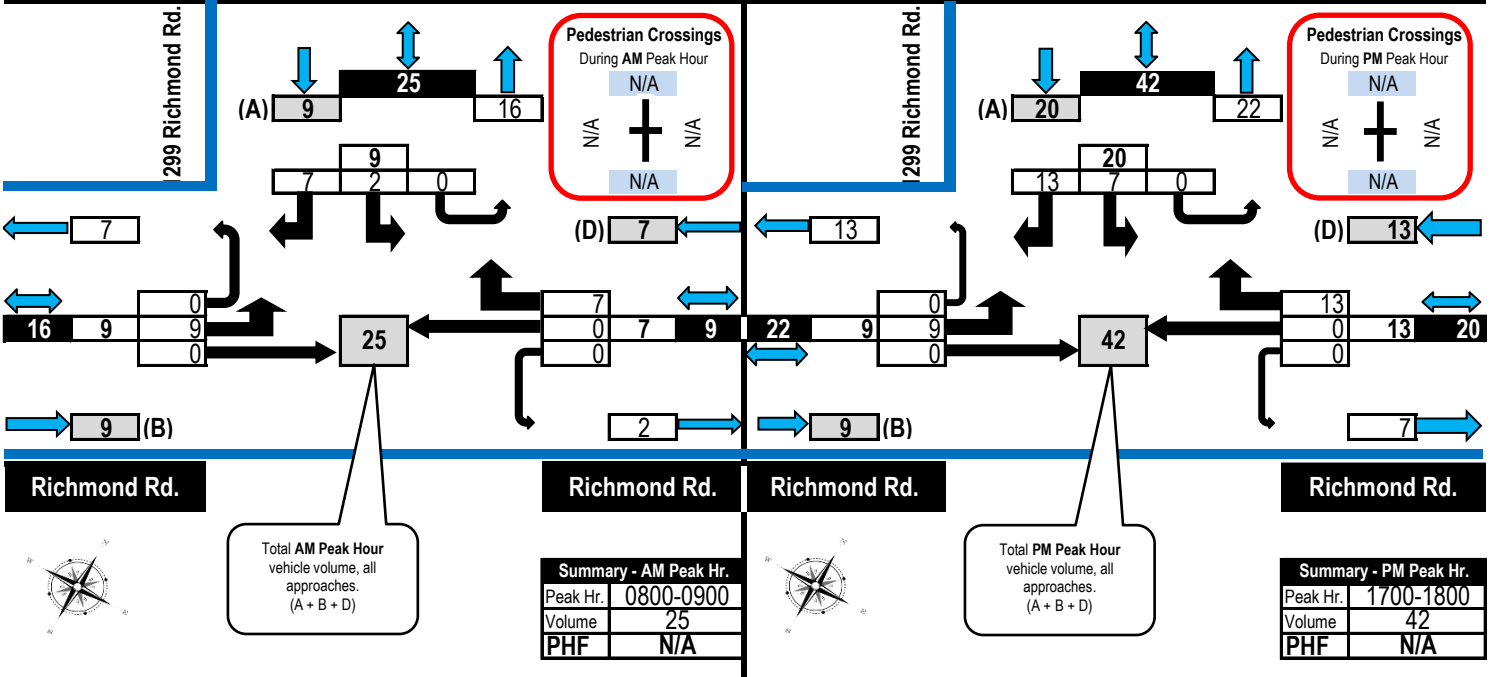 1299 Richmond Rd.
25
(A) 9 16
9
7 2 0
Pedestrian Crossings
During AM Peak Hour
N/A
N/A N/A
N/A
7
(D) 7
0
16 9 9
0
25
7
0 7 9
0
9 (B)
2
Richmond Rd.
Richmond Rd.
Total AM Peak Hour
vehicle volume, all
approaches.
(A + B + D)
Summary - AM Peak Hr.
Peak Hr. 0800-0900
Volume 25
PHF N/A
1299 Richmond Rd.
42
(A) 20 22
20
13 7 0
Pedestrian Crossings
During PM Peak Hour
N/A
N/A N/A
N/A
13
(D) 13
0
22 9 9
0
42
13
0 13 20
0
9 (B)
7
Richmond Rd.
Richmond Rd.
Total PM Peak Hour
vehicle volume, all
approaches.
(A + B + D)
Summary - PM Peak Hr.
Peak Hr. 1700-1800
Volume 42
PHF N/A